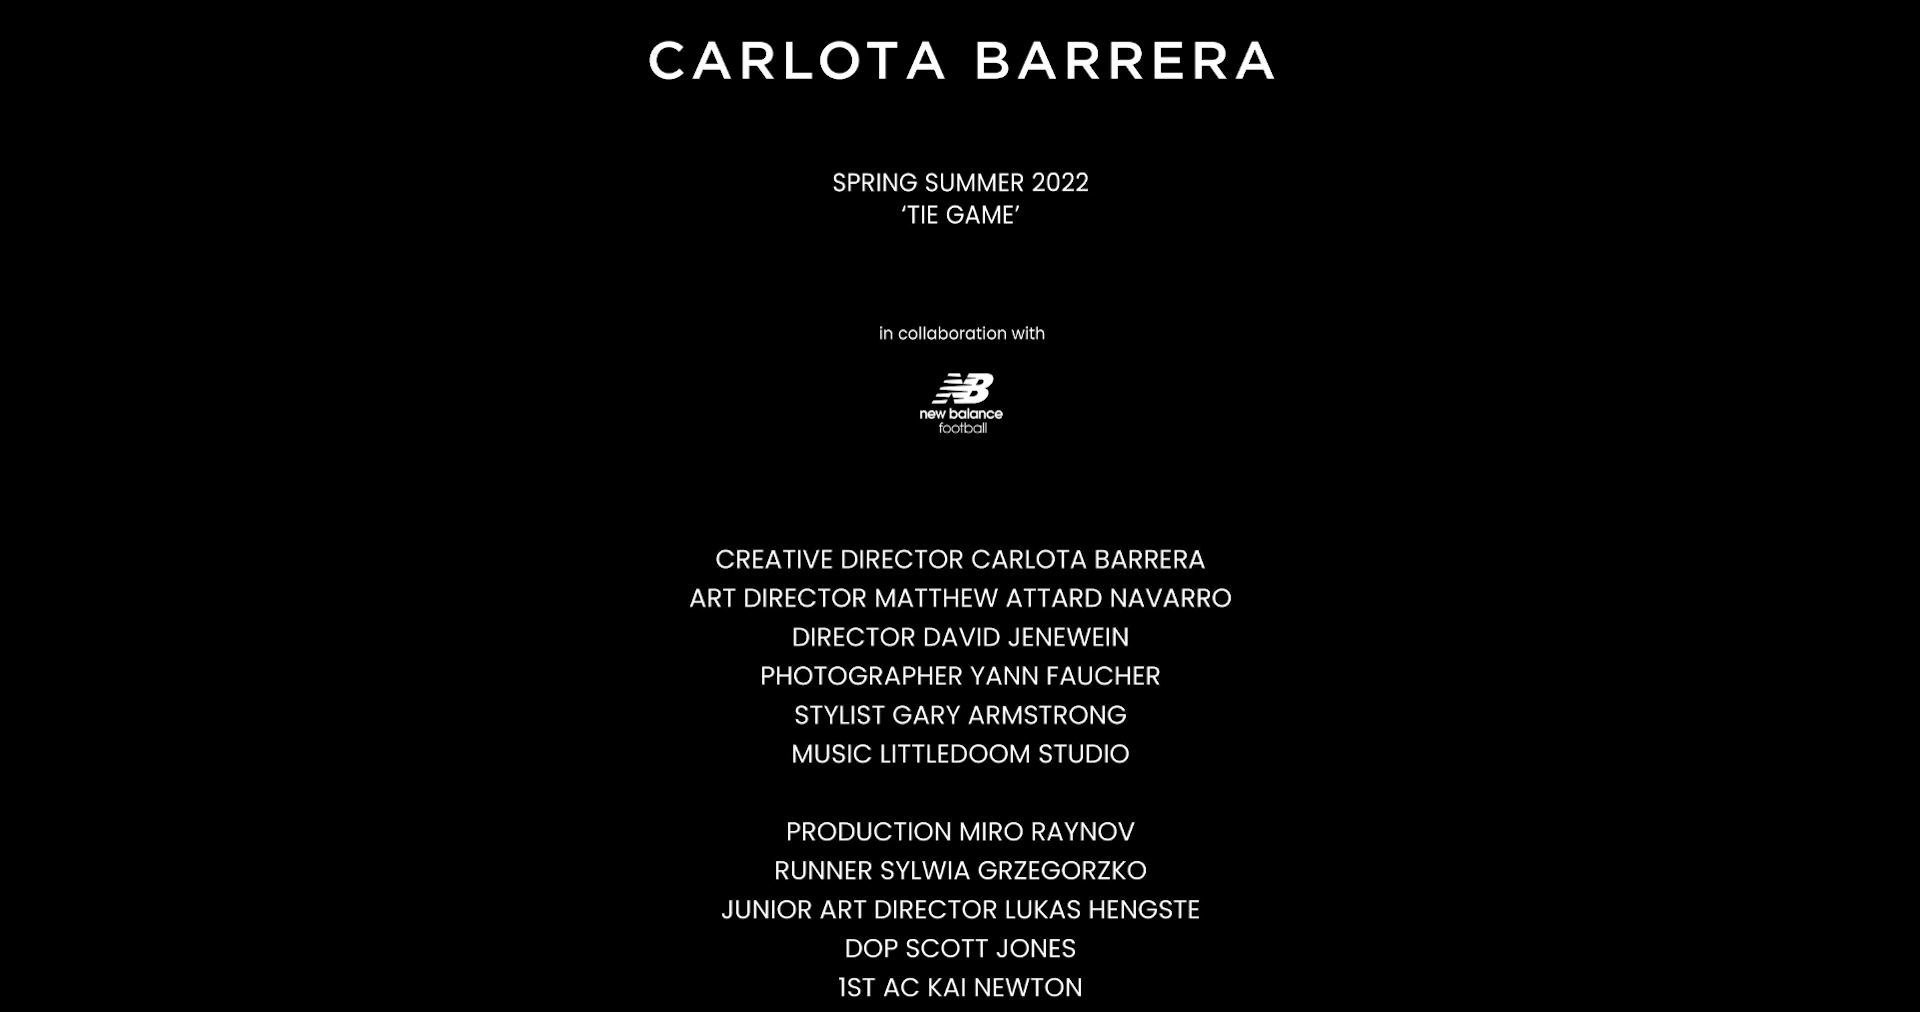 CARLOTA BARRERA
SPRING SUMMER 2022
‘TIE GAME’
in collaboration with
NB
new balance
football
CREATIVE DIRECTOR CARLOTA BARRERA
ART DIRECTOR MATTHEW ATTARD NAVARRO
DIRECTOR DAVID JENEWEIN
PHOTOGRAPHER YANN FAUCHER
STYLIST GARY ARMSTRONG
MUSIC LITTLEDOOM STUDIO
PRODUCTION MIRO RAYNOV
RUNNER SYLWIA GRZEGORZKO
JUNIOR ART DIRECTOR LUKAS HENGSTE
DOP SCOTT JONES
1ST AC KAI NEWTON